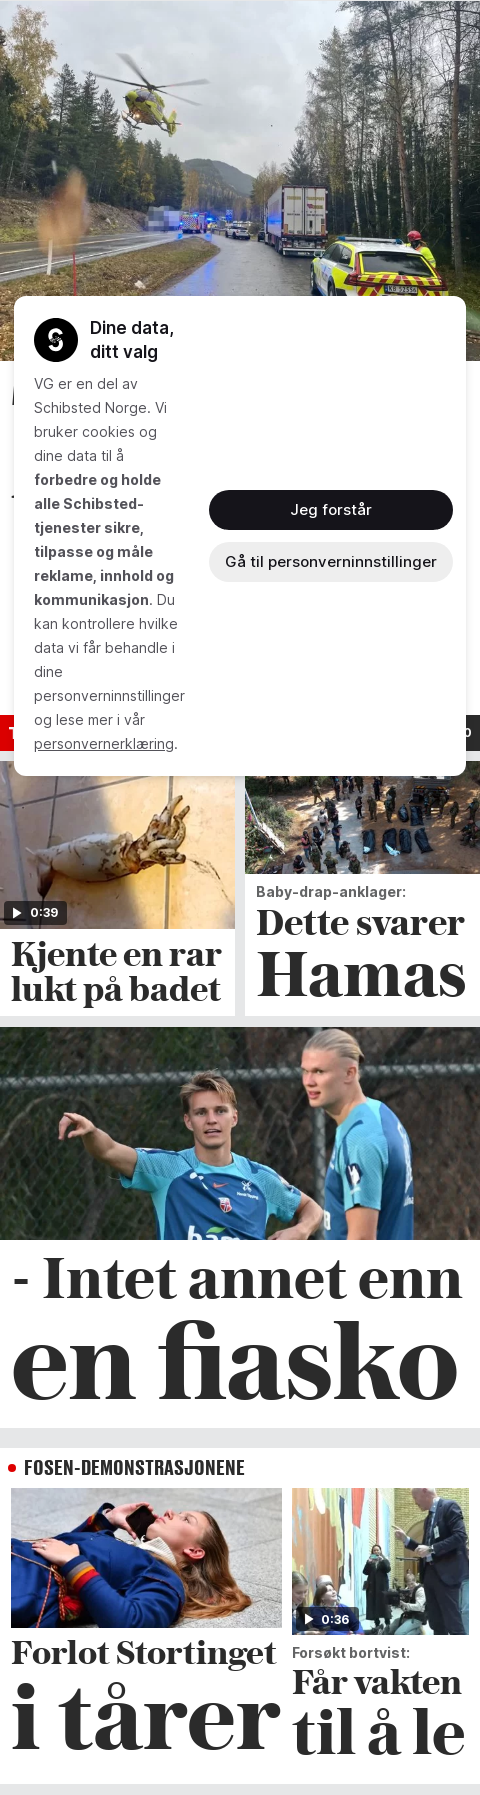 Dine data,
ditt valg
VG er en del av
Schibsted Norge. Vi
bruker cookies og
dine data til å
forbedre og holde
alle Schibsted-
tjenester sikre,
tilpasse og måle
reklame, innhold og
kommunikasjon. Du
kan kontrollere hvilke
data vi får behandle i
dine
personverninnstillinger
og lese mer i vår
personvernerklæring.
Jeg forstår
Gå til personverninnstillinger
0:39
Kjente en rar
lukt på badet
Baby-drap-anklager:
Dette svarer
Hamas
- Intet annet enn
en fiasko
FOSEN-DEMONSTRASJONENE
Forlot Stortinget
i tårer
0:36
Forsøkt bortvist:
Får vakten
til å le